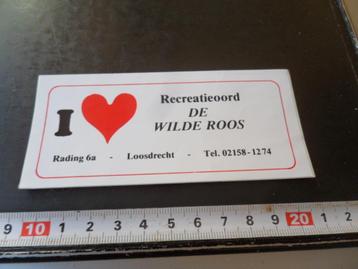 Recreatieoord
I DE
WILDE ROOS
Rading 6a - Loosdrecht - Tel. 02158-1274
9 10 1 2 3 4 5 6 7 8 9 20 1 2